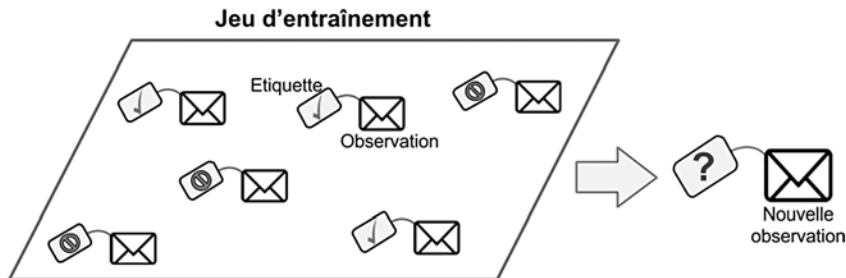 Jeu d'entraînement
Etiquette
Observation
?
Nouvelle
observation